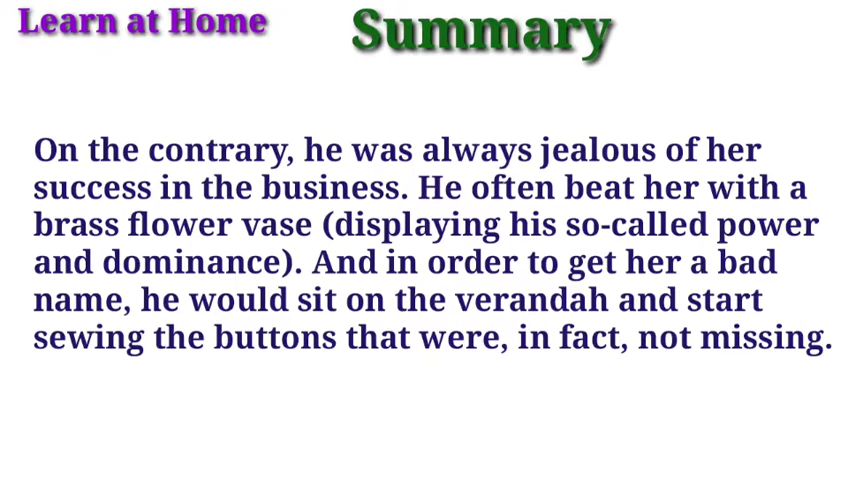 Learn at Home
Summary
On the contrary, he was always jealous of her
success in the business. He often beat her with a
brass flower vase (displaying his so-called power
and dominance). And in order to get her a bad
name, he would sit on the verandah and start
sewing the buttons that were, in fact, not missing.